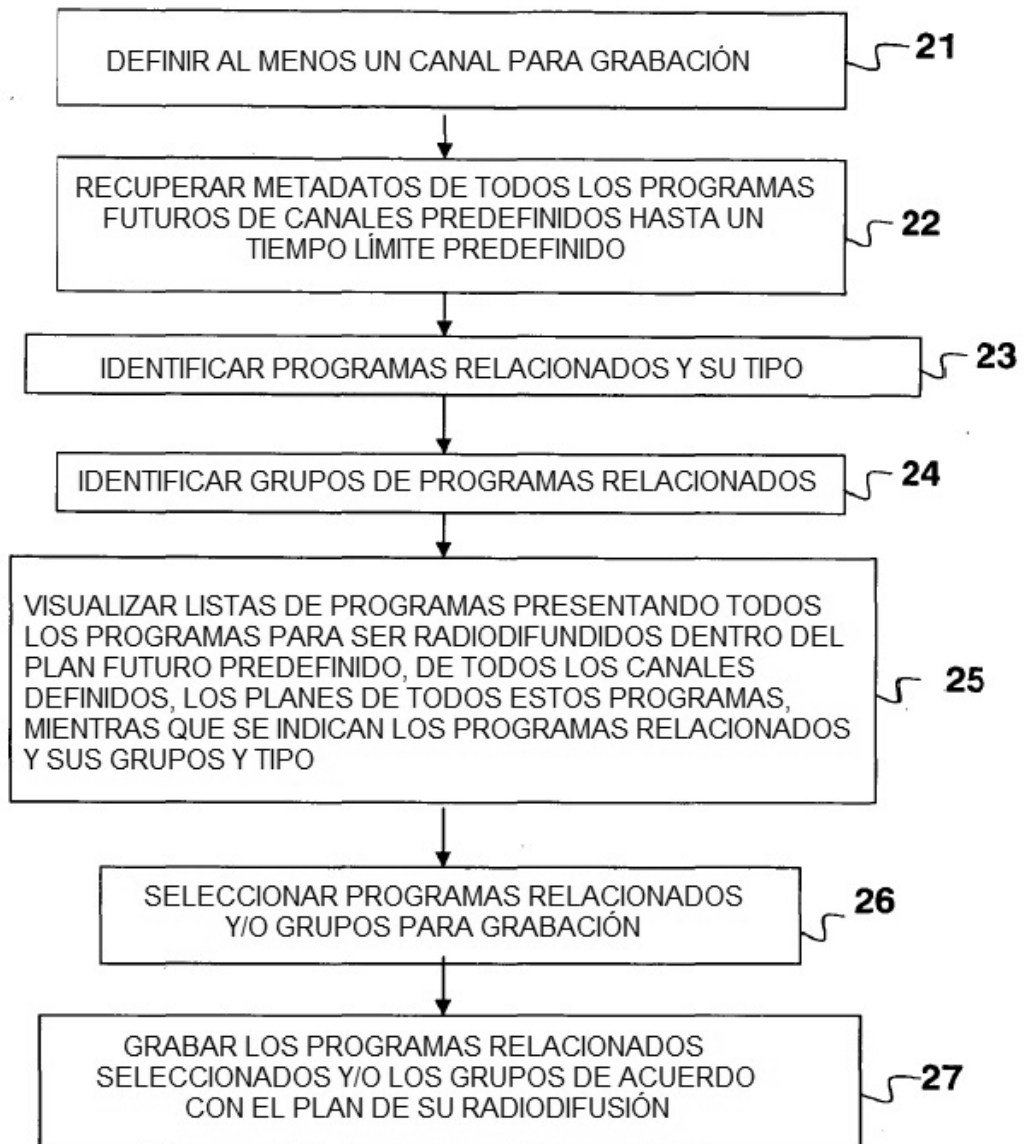 DEFINIR AL MENOS UN CANAL PARA GRABACIÓN
21
RECUPERAR METADATOS DE TODOS LOS PROGRAMAS
FUTUROS DE CANALES PREDEFINIDOS HASTA UN
TIEMPO LÍMITE PREDEFINIDO
22
IDENTIFICAR PROGRAMAS RELACIONADOS Y SU TIPO
23
IDENTIFICAR GRUPOS DE PROGRAMAS RELACIONADOS
24
VISUALIZAR LISTAS DE PROGRAMAS PRESENTANDO TODOS
LOS PROGRAMAS PARA SER RADIODIFUNDIDOS DENTRO DEL
PLAN FUTURO PREDEFINIDO, DE TODOS LOS CANALES
DEFINIDOS, LOS PLANES DE TODOS ESTOS PROGRAMAS,
MIENTRAS QUE SE INDICAN LOS PROGRAMAS RELACIONADOS
Y SUS GRUPOS Y TIPO
25
SELECCIONAR PROGRAMAS RELACIONADOS
Y/O GRUPOS PARA GRABACIÓN
26
GRABAR LOS PROGRAMAS RELACIONADOS
SELECCIONADOS Y/O LOS GRUPOS DE ACUERDO
CON EL PLAN DE SU RADIODIFUSIÓN
27